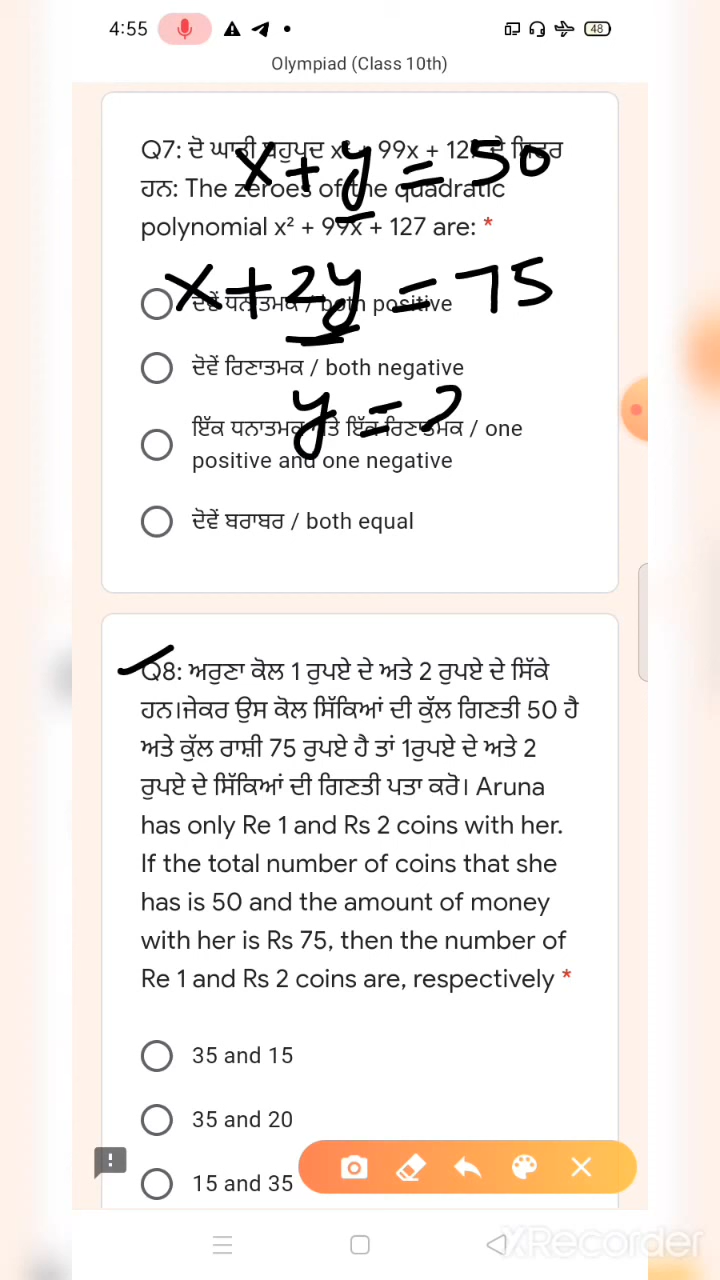 4:55
48
Olympiad (Class 10th)
Q7: ਦੋ ਘਾਤੀ ਬਹੁਪਦ x² + 99x + 127 ਦੇ ਸਿਫਰ
ਹਨ: The zeroes of the quadratic
polynomial x² + 99x + 127 are: *
x + y = 50
ਦੋਵੇਂ ਧਨਾਤਮਕ / both positive
x + 2y = 75
ਦੋਵੇਂ ਰਿਣਾਤਮਕ / both negative
ਇੱਕ ਧਨਾਤਮਕ ਅਤੇ ਇੱਕ ਰਿਣਾਤਮਕ / one
positive and one negative
y = ?
ਦੋਵੇਂ ਬਰਾਬਰ / both equal
Q8: ਅਰੁਣਾ ਕੋਲ 1 ਰੁਪਏ ਦੇ ਅਤੇ 2 ਰੁਪਏ ਦੇ ਸਿੱਕੇ
ਹਨ।ਜੇਕਰ ਉਸ ਕੋਲ ਸਿੱਕਿਆਂ ਦੀ ਕੁੱਲ ਗਿਣਤੀ 50 ਹੈ
ਅਤੇ ਕੁੱਲ ਰਾਸ਼ੀ 75 ਰੁਪਏ ਹੈ ਤਾਂ 1ਰੁਪਏ ਦੇ ਅਤੇ 2
ਰੁਪਏ ਦੇ ਸਿੱਕਿਆਂ ਦੀ ਗਿਣਤੀ ਪਤਾ ਕਰੋ। Aruna
has only Re 1 and Rs 2 coins with her.
If the total number of coins that she
has is 50 and the amount of money
with her is Rs 75, then the number of
Re 1 and Rs 2 coins are, respectively *
35 and 15
35 and 20
15 and 35
XRecorder